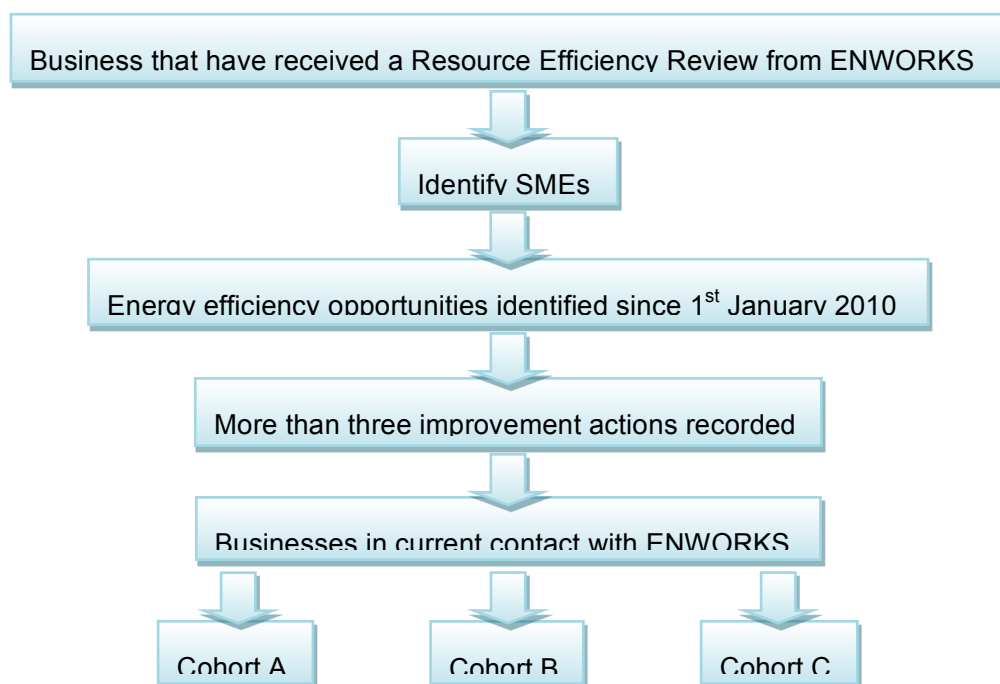 Business that have received a Resource Efficiency Review from ENWORKS
Identify SMEs
Energy efficiency opportunities identified since 1st January 2010
More than three improvement actions recorded
Businesses in current contact with ENWORKS
Cohort A
Cohort B
Cohort C